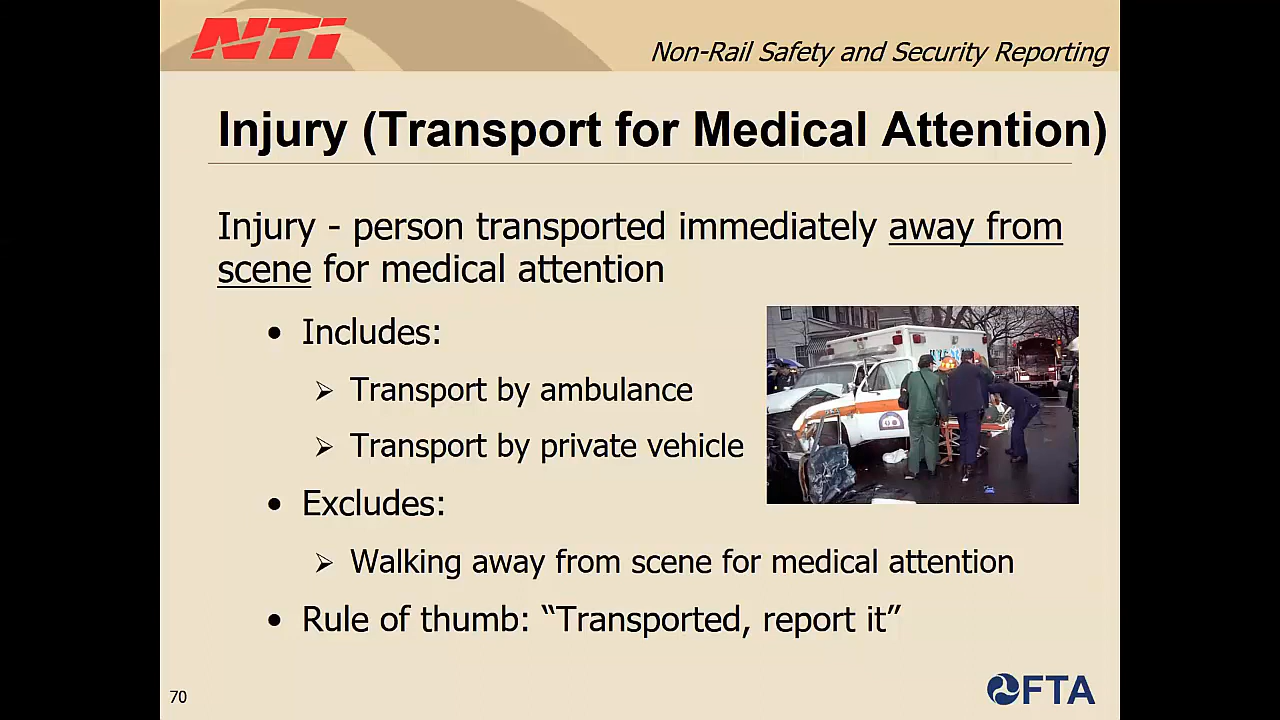 NTI
Non-Rail Safety and Security Reporting
Injury (Transport for Medical Attention)
Injury - person transported immediately away from
scene for medical attention
• Includes:
➢ Transport by ambulance
➢ Transport by private vehicle
• Excludes:
➢ Walking away from scene for medical attention
• Rule of thumb: “Transported, report it”
70
FTA